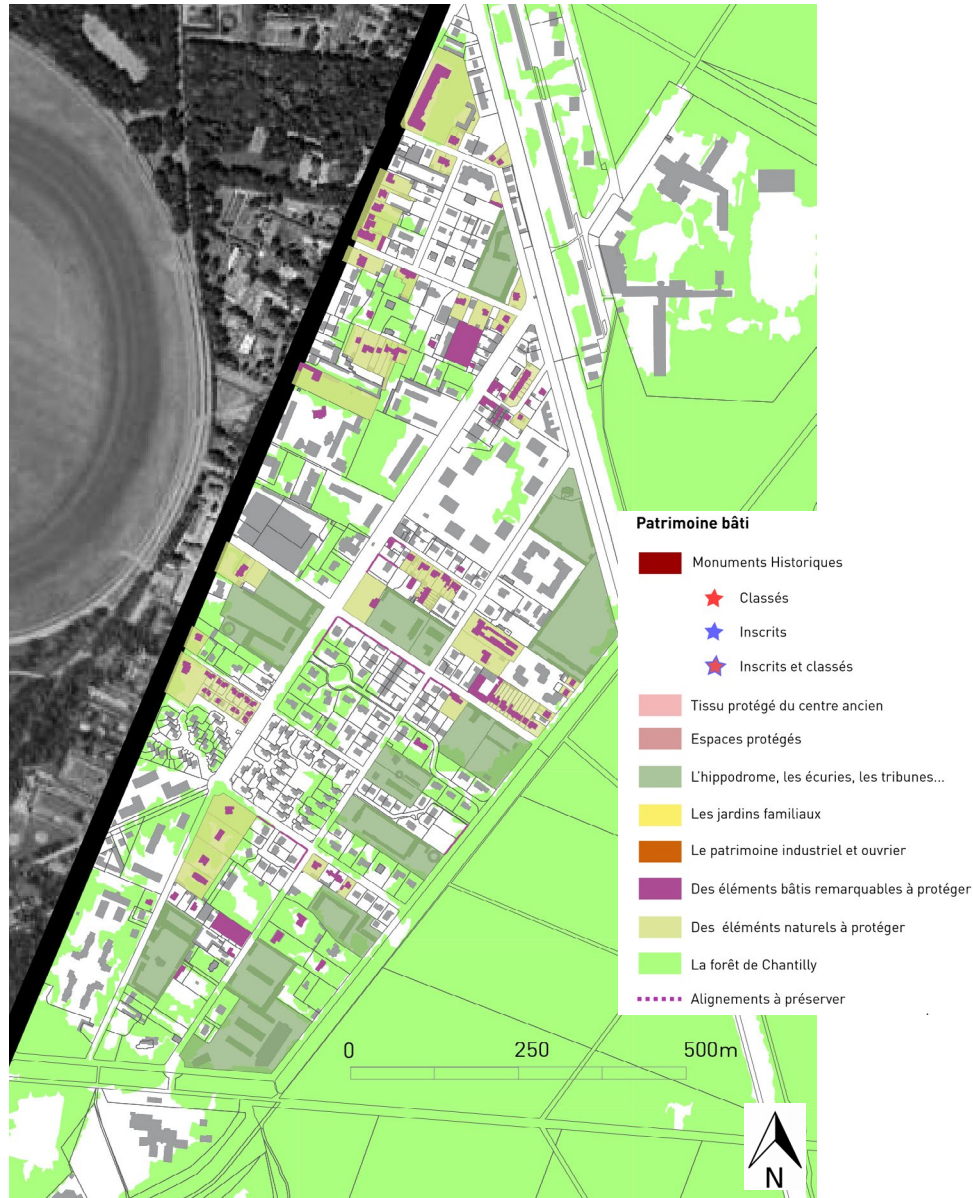 Patrimoine bâti
Monuments Historiques
Classés
Inscrits
Inscrits et classés
Tissu protégé du centre ancien
Espaces protégés
L'hippodrome, les écuries, les tribunes...
Les jardins familiaux
Le patrimoine industriel et ouvrier
Des éléments bâtis remarquables à protéger
Des éléménts naturels à protéger
La forêt de Chantilly
Alignements à préserver
0 250 500m
N